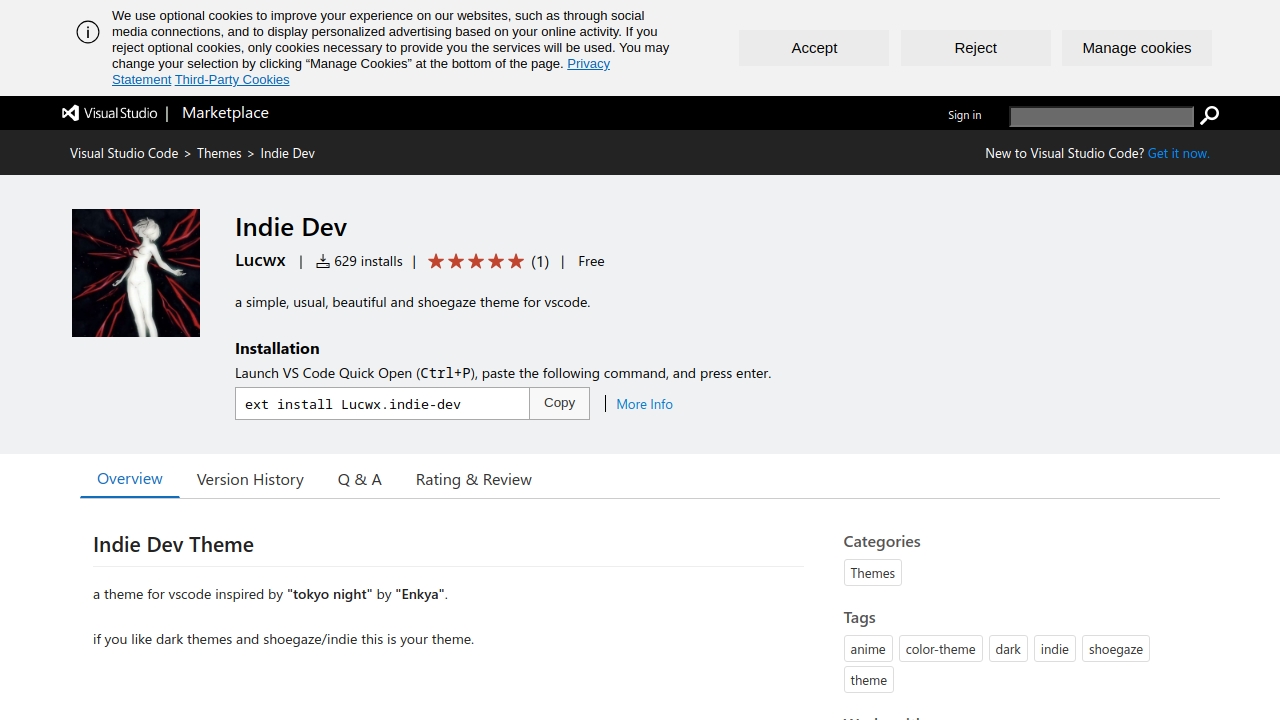 We use optional cookies to improve your experience on our websites, such as through social
media connections, and to display personalized advertising based on your online activity. If you
reject optional cookies, only cookies necessary to provide you the services will be used. You may
change your selection by clicking “Manage Cookies” at the bottom of the page. Privacy
Statement Third-Party Cookies
Accept
Reject
Manage cookies
Visual Studio | Marketplace
Sign in
Visual Studio Code > Themes > Indie Dev
New to Visual Studio Code? Get it now.
Indie Dev
Lucwx | 629 installs | (1) | Free
a simple, usual, beautiful and shoegaze theme for vscode.
Installation
Launch VS Code Quick Open (Ctrl+P), paste the following command, and press enter.
ext install Lucwx.indie-dev
Copy
More Info
Overview
Version History
Q & A
Rating & Review
Indie Dev Theme
a theme for vscode inspired by "tokyo night" by "Enkya".
if you like dark themes and shoegaze/indie this is your theme.
Categories
Themes
Tags
anime
color-theme
dark
indie
shoegaze
theme